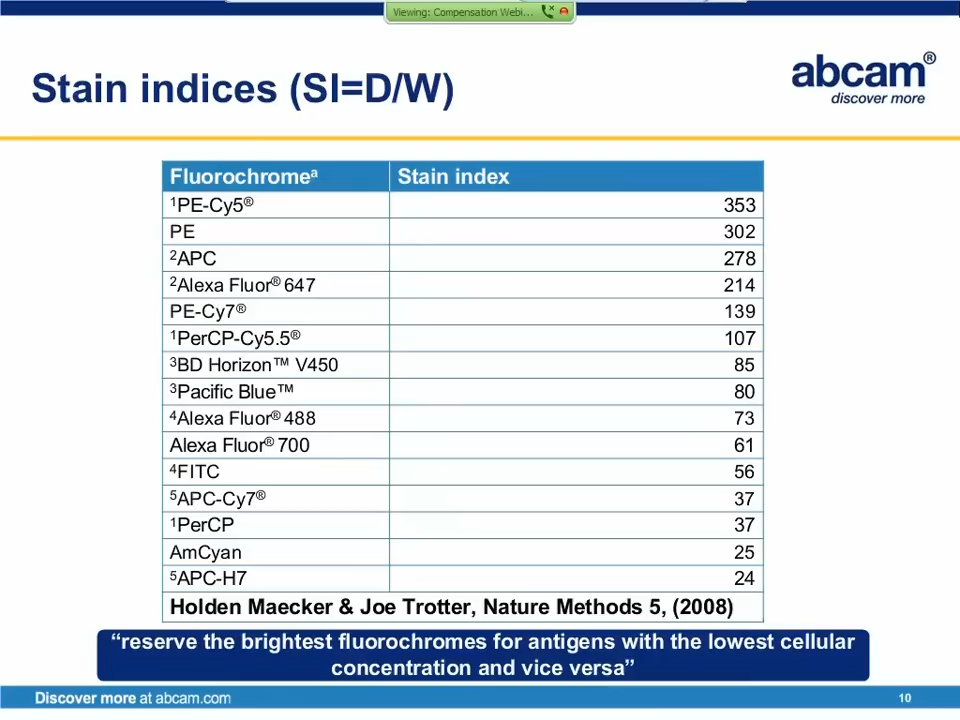 Viewing: Compensation Webi...
Stain indices (SI=D/W)
abcam®
discover more
Fluorochromeᵃ Stain index
¹PE-Cy5® 353
PE 302
²APC 278
²Alexa Fluor® 647 214
PE-Cy7® 139
¹PerCP-Cy5.5® 107
³BD Horizon™ V450 85
³Pacific Blue™ 80
⁴Alexa Fluor® 488 73
Alexa Fluor® 700 61
⁴FITC 56
⁵APC-Cy7® 37
¹PerCP 37
AmCyan 25
⁵APC-H7 24
Holden Maecker & Joe Trotter, Nature Methods 5, (2008)
“reserve the brightest fluorochromes for antigens with the lowest cellular
concentration and vice versa”
Discover more at abcam.com 10